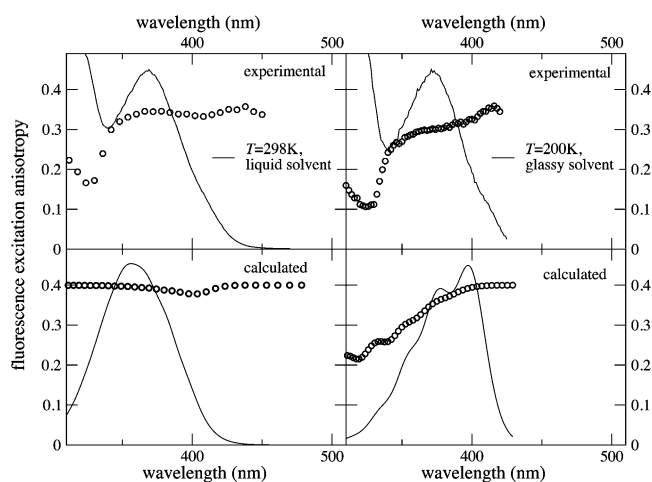 wavelength (nm) wavelength (nm)
400 500 400 500
fluorescence excitation anisotropy
0.4 experimental 0.4 experimental
0.3 T=298K, 0.3 T=200K,
liquid solvent glassy solvent
0.2 0.2
0.1 0.1
0 0
0.4 calculated 0.4 calculated
0.3 0.3
0.2 0.2
0.1 0.1
0 0
400 500 400 500
wavelength (nm) wavelength (nm)